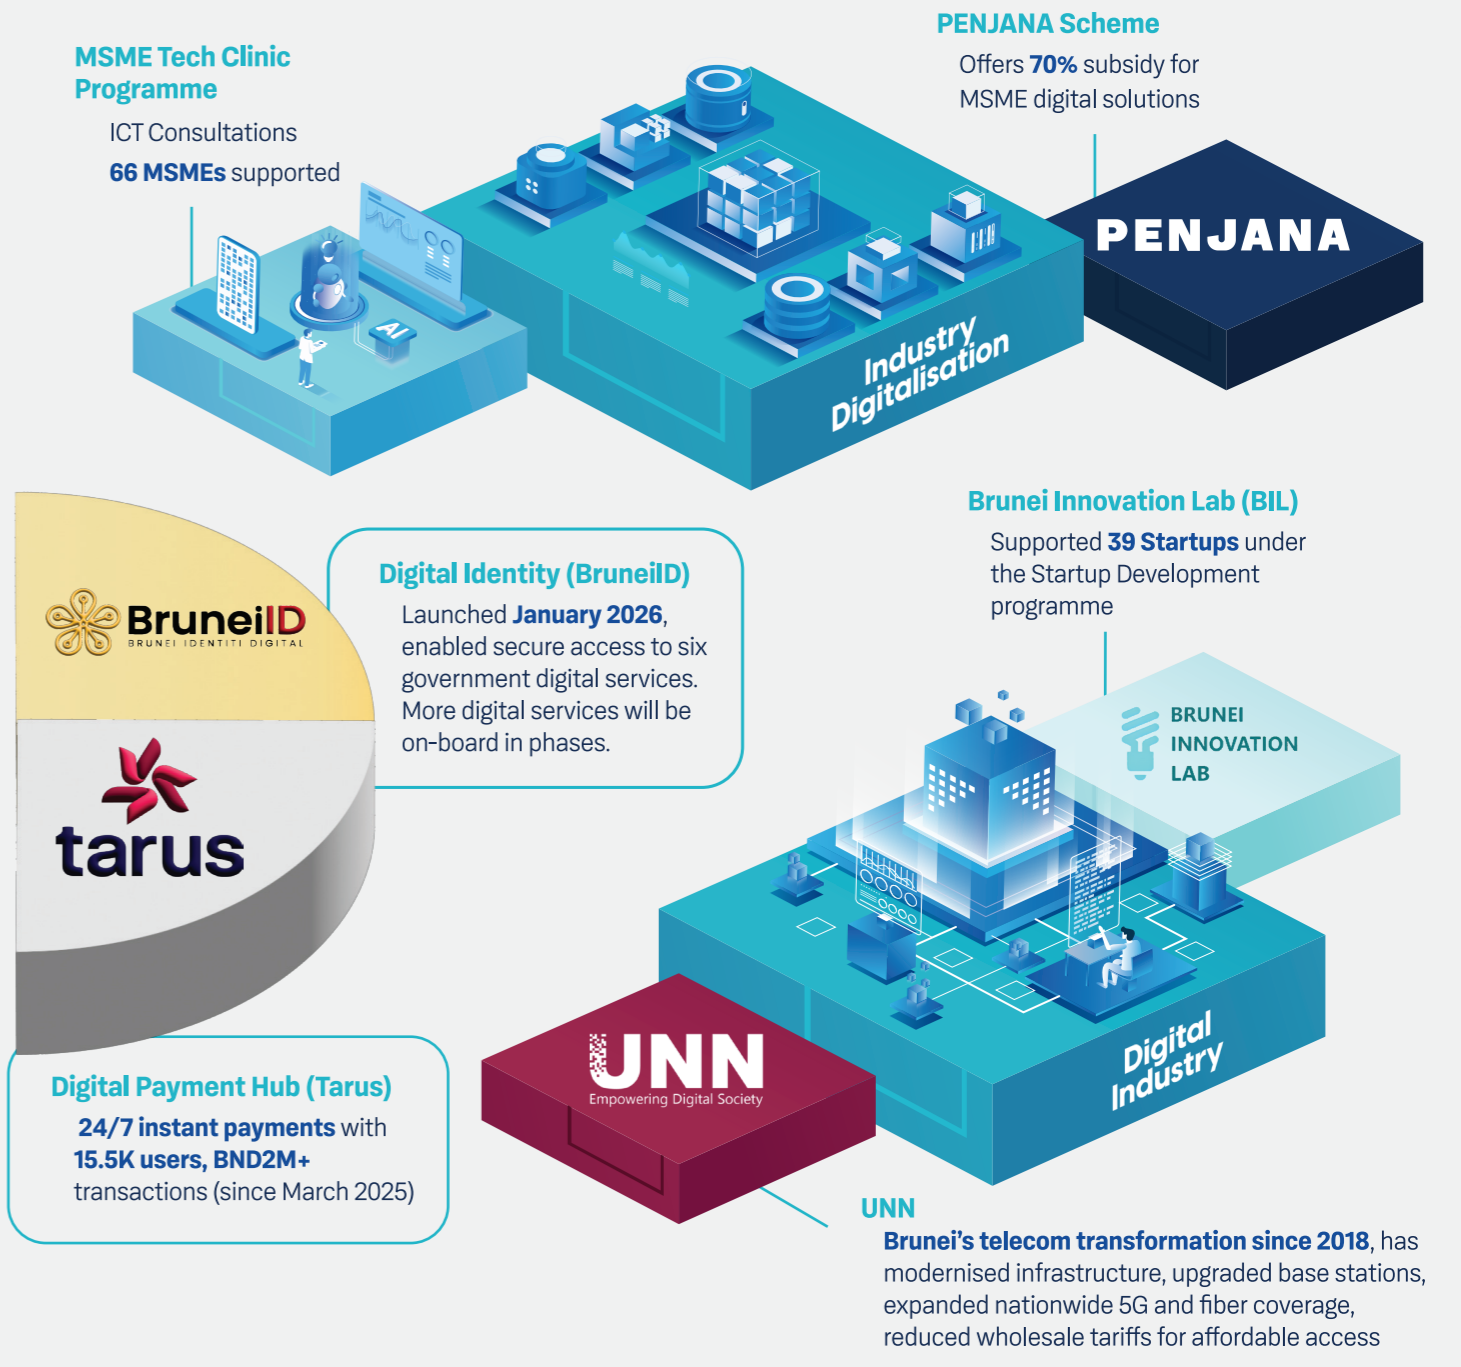 MSME Tech Clinic
Programme
ICT Consultations
66 MSMEs supported
PENJANA Scheme
Offers 70% subsidy for
MSME digital solutions
PENJANA
AI
Industry
Digitalisation
BruneiID
BRUNEI IDENTITI DIGITAL
tarus
Digital Identity (BruneiID)
Launched January 2026,
enabled secure access to six
government digital services.
More digital services will be
on-board in phases.
Brunei Innovation Lab (BIL)
Supported 39 Startups under
the Startup Development
programme
BRUNEI
INNOVATION
LAB
Digital
Industry
UNN
Empowering Digital Society
Digital Payment Hub (Tarus)
24/7 instant payments with
15.5K users, BND2M+
transactions (since March 2025)
UNN
Brunei's telecom transformation since 2018, has
modernised infrastructure, upgraded base stations,
expanded nationwide 5G and fiber coverage,
reduced wholesale tariffs for affordable access